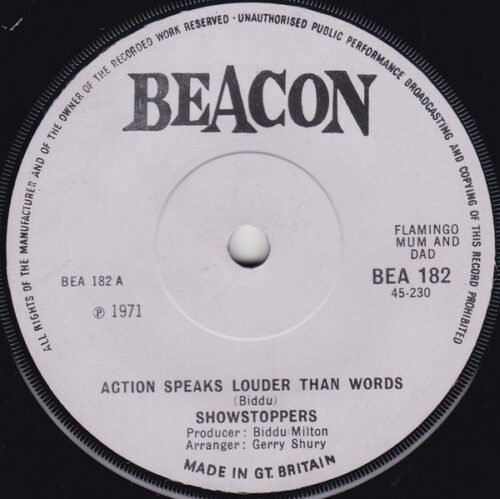 ALL RIGHTS OF THE MANUFACTURER AND OF THE OWNER OF THE RECORDED WORK RESERVED · UNAUTHORISED PUBLIC PERFORMANCE BROADCASTING AND COPYING OF THIS RECORD PROHIBITED
BEACON
FLAMINGO
MUM AND
DAD
BEA 182 A
BEA 182
45-230
℗ 1971
ACTION SPEAKS LOUDER THAN WORDS
(Biddu)
SHOWSTOPPERS
Producer : Biddu/Milton
Arranger : Gerry Shury
MADE IN GT. BRITAIN